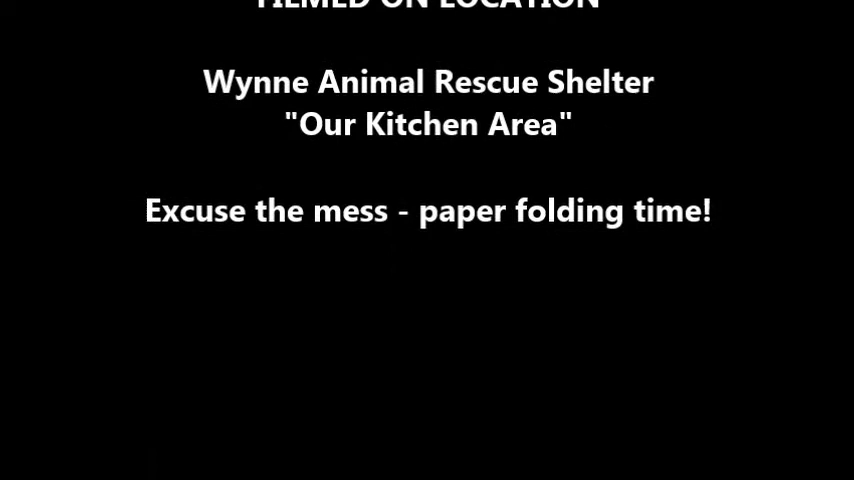 FILMED ON LOCATION
Wynne Animal Rescue Shelter
"Our Kitchen Area"
Excuse the mess - paper folding time!